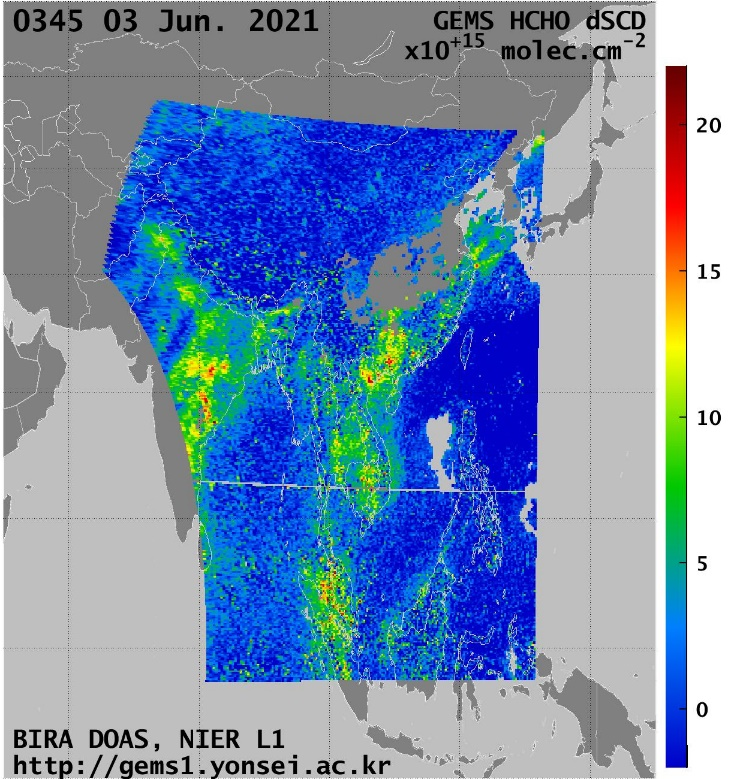 0345 03 Jun. 2021
GEMS HCHO dSCD
x10+15 molec.cm−2
20
15
10
5
0
BIRA DOAS, NIER L1
http://gems1.yonsei.ac.kr